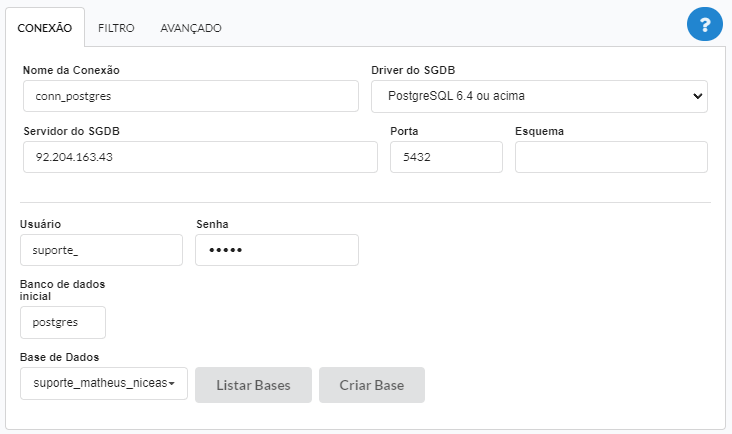 CONEXÃO FILTRO AVANÇADO ?
Nome da Conexão Driver do SGDB
conn_postgres PostgreSQL 6.4 ou acima
Servidor do SGDB Porta Esquema
92.204.163.43 5432
Usuário Senha
suporte_ •••••
Banco de dados
inicial
postgres
Base de Dados
suporte_matheus_niceas Listar Bases Criar Base